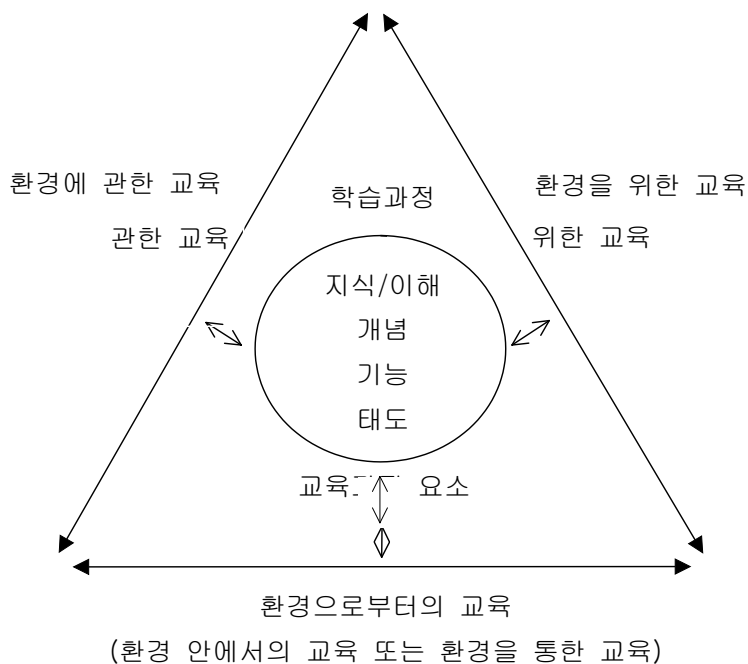 환경에 관한 교육
관한 교육
학습과정
환경을 위한 교육
위한 교육
지식/이해
개념
기능
태도
교육 요소
환경으로부터의 교육
(환경 안에서의 교육 또는 환경을 통한 교육)